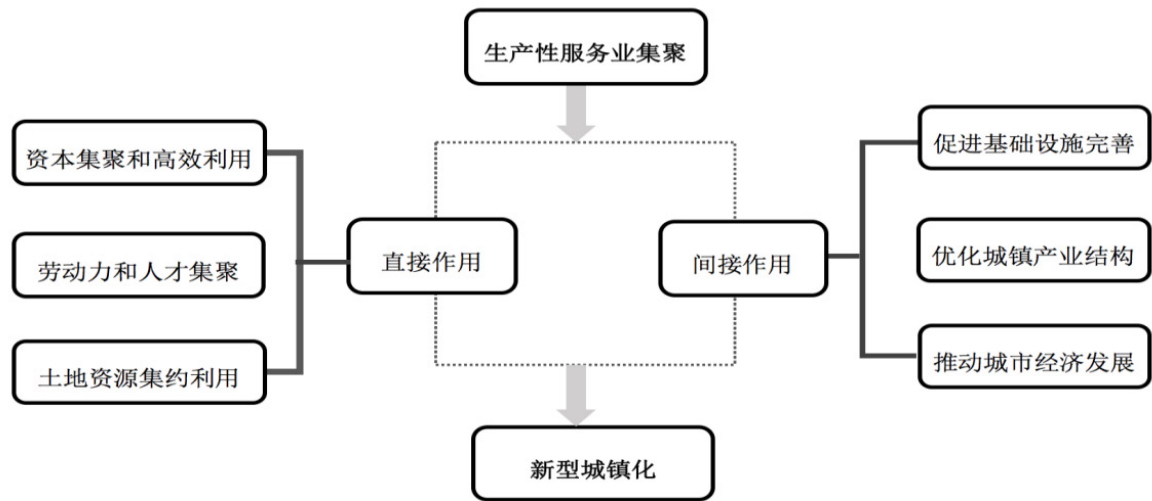 生产性服务业集聚
资本集聚和高效利用
劳动力和人才集聚
土地资源集约利用
直接作用
间接作用
促进基础设施完善
优化城镇产业结构
推动城市经济发展
新型城镇化